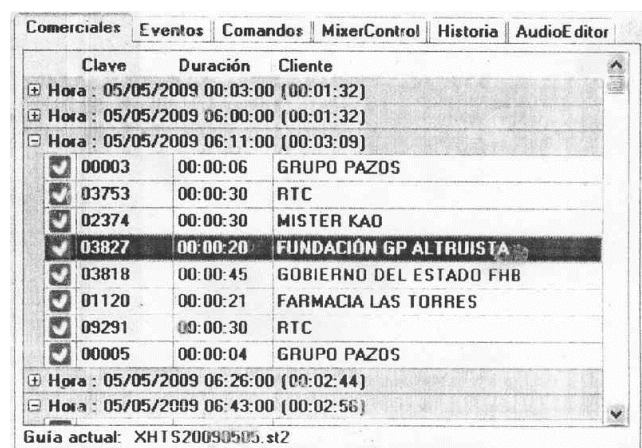 Comerciales Eventos Comandos MixerControl Historia AudioEditor
Clave Duración Cliente
Hora : 05/05/2009 00:03:00 (00:01:32)
Hora : 05/05/2009 06:00:00 (00:01:32)
Hora : 05/05/2009 06:11:00 (00:03:09)
00003 00:00:06 GRUPO PAZOS
03753 00:00:30 RTC
02374 00:00:30 MISTER KAO
03827 00:00:20 FUNDACIÓN GP ALTRUISTA
03818 00:00:45 GOBIERNO DEL ESTADO FHB
01120 00:00:21 FARMACIA LAS TORRES
09291 00:00:30 RTC
00005 00:00:04 GRUPO PAZOS
Hora : 05/05/2009 06:26:00 (00:02:44)
Hora : 05/05/2009 06:43:00 (00:02:56)
Guía actual: XHTS20090505.st2